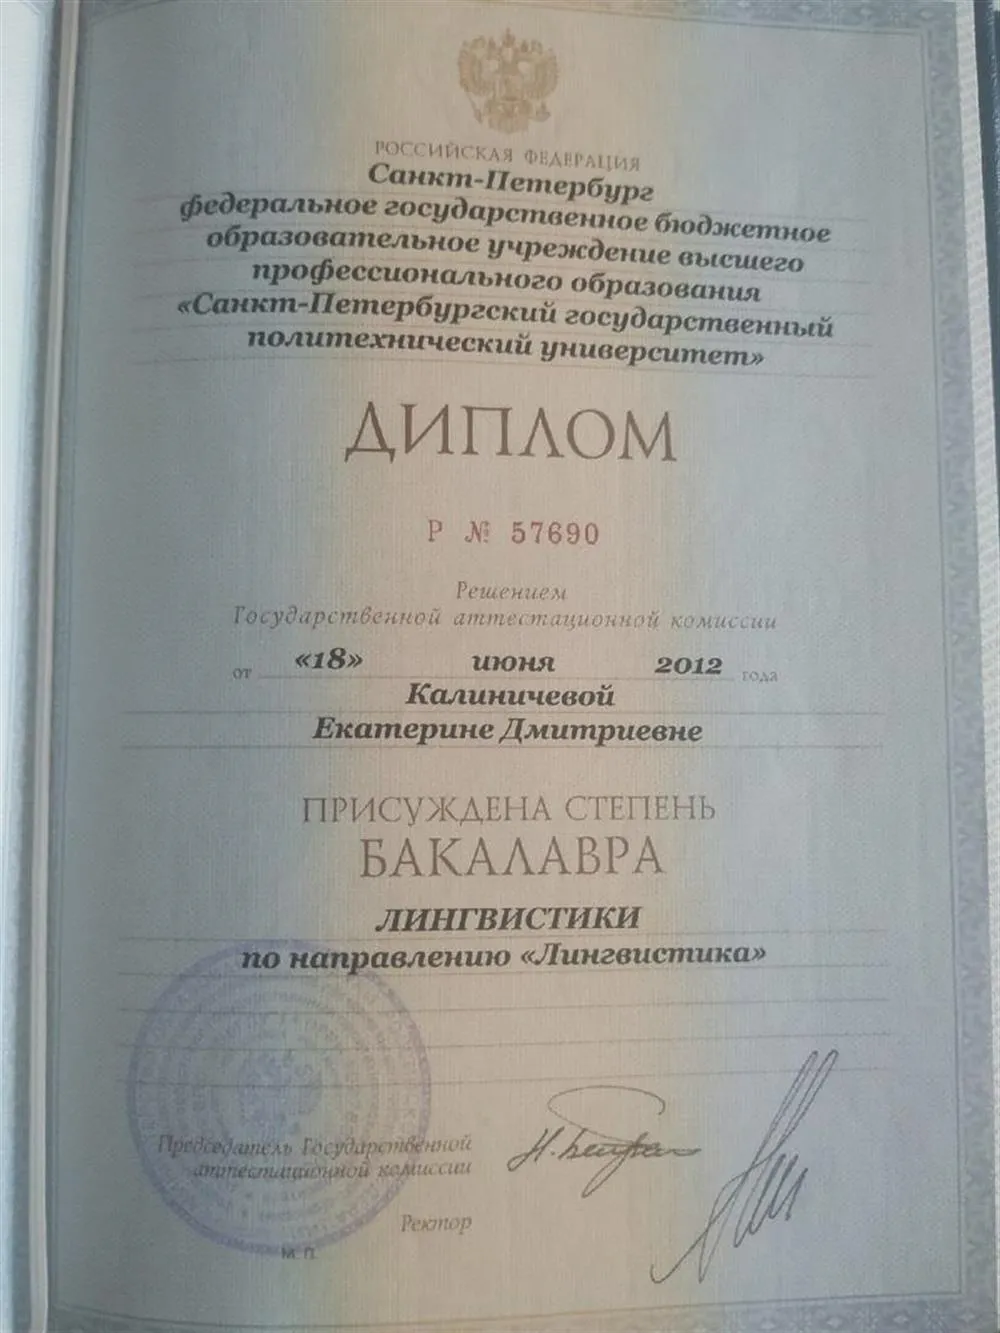 РОССИЙСКАЯ ФЕДЕРАЦИЯ
Санкт-Петербург
федеральное государственное бюджетное
образовательное учреждение высшего
профессионального образования
«Санкт-Петербургский государственный
политехнический университет»
ДИПЛОМ
Р № 57690
Решением
Государственной аттестационной комиссии
от «18» июня 2012 года
Калиничевой
Екатерине Дмитриевне
ПРИСУЖДЕНА СТЕПЕНЬ
БАКАЛАВРА
ЛИНГВИСТИКИ
по направлению «Лингвистика»
Председатель Государственной
аттестационной комиссии
Ректор
М. П.